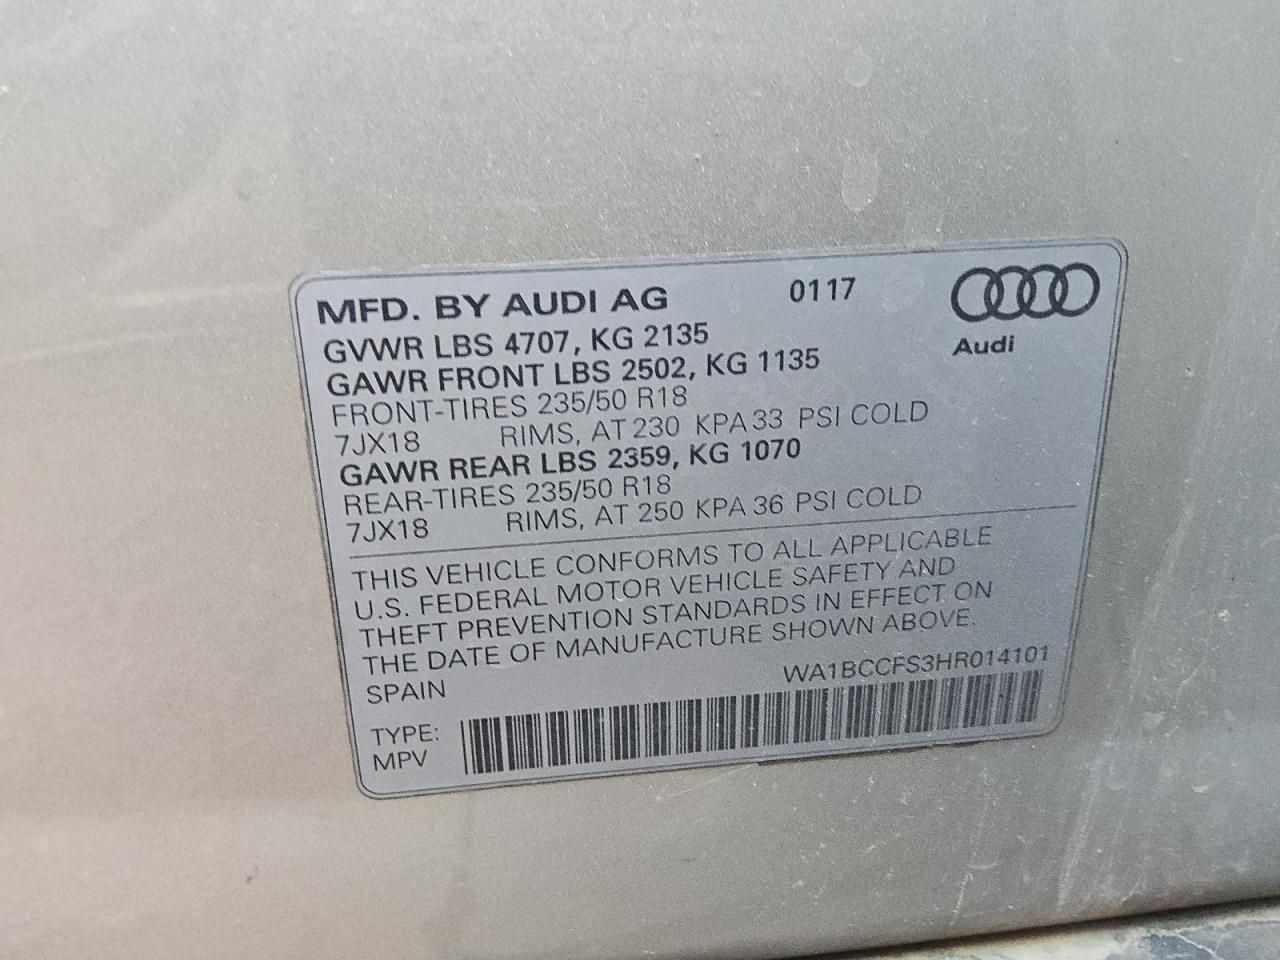 MFD. BY AUDI AG 0117
GVWR LBS 4707, KG 2135
Audi
GAWR FRONT LBS 2502, KG 1135
FRONT-TIRES 235/50 R18
7JX18 RIMS, AT 230 KPA 33 PSI COLD
GAWR REAR LBS 2359, KG 1070
REAR-TIRES 235/50 R18
7JX18 RIMS, AT 250 KPA 36 PSI COLD
THIS VEHICLE CONFORMS TO ALL APPLICABLE
U.S. FEDERAL MOTOR VEHICLE SAFETY AND
THEFT PREVENTION STANDARDS IN EFFECT ON
THE DATE OF MANUFACTURE SHOWN ABOVE.
SPAIN WA1BCCFS3HR014101
TYPE:
MPV